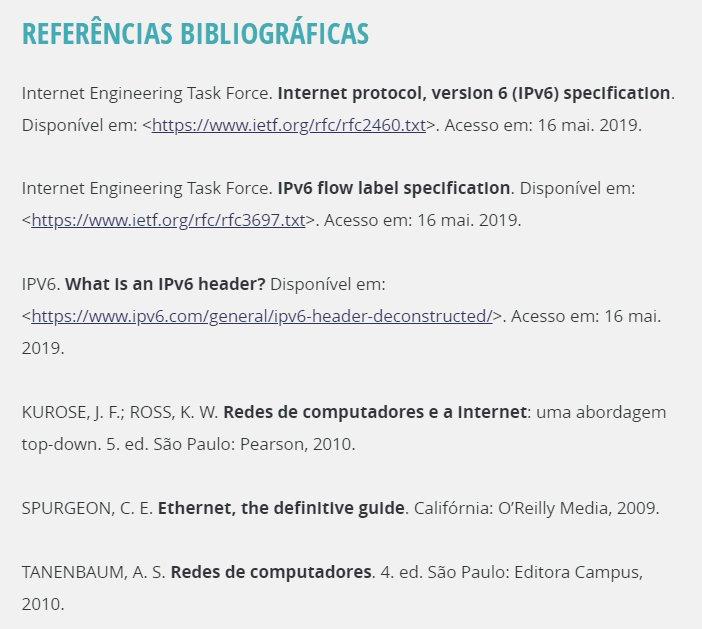 REFERÊNCIAS BIBLIOGRÁFICAS
Internet Engineering Task Force. Internet protocol, version 6 (IPv6) specification.
Disponível em: <https://www.ietf.org/rfc/rfc2460.txt>. Acesso em: 16 mai. 2019.
Internet Engineering Task Force. IPv6 flow label specification. Disponível em:
<https://www.ietf.org/rfc/rfc3697.txt>. Acesso em: 16 mai. 2019.
IPV6. What is an IPv6 header? Disponível em:
<https://www.ipv6.com/general/ipv6-header-deconstructed/>. Acesso em: 16 mai.
2019.
KUROSE, J. F.; ROSS, K. W. Redes de computadores e a internet: uma abordagem
top-down. 5. ed. São Paulo: Pearson, 2010.
SPURGEON, C. E. Ethernet, the definitive guide. Califórnia: O’Reilly Media, 2009.
TANENBAUM, A. S. Redes de computadores. 4. ed. São Paulo: Editora Campus,
2010.